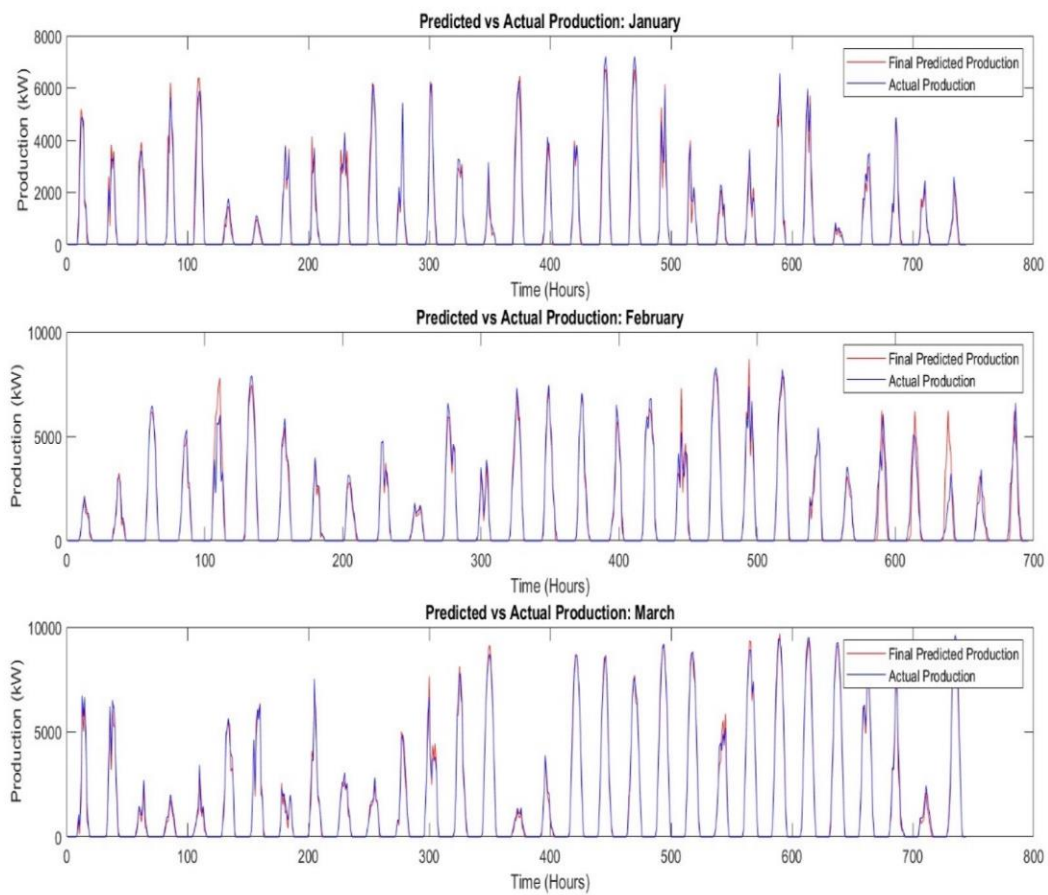 Predicted vs Actual Production: January
8000
6000
4000
2000
0
Production (kW)
Final Predicted Production
Actual Production
0 100 200 300 400 500 600 700 800
Time (Hours)
Predicted vs Actual Production: February
10000
5000
0
Production (kW)
Final Predicted Production
Actual Production
0 100 200 300 400 500 600 700
Time (Hours)
Predicted vs Actual Production: March
10000
5000
0
Production (kW)
Final Predicted Production
Actual Production
0 100 200 300 400 500 600 700 800
Time (Hours)